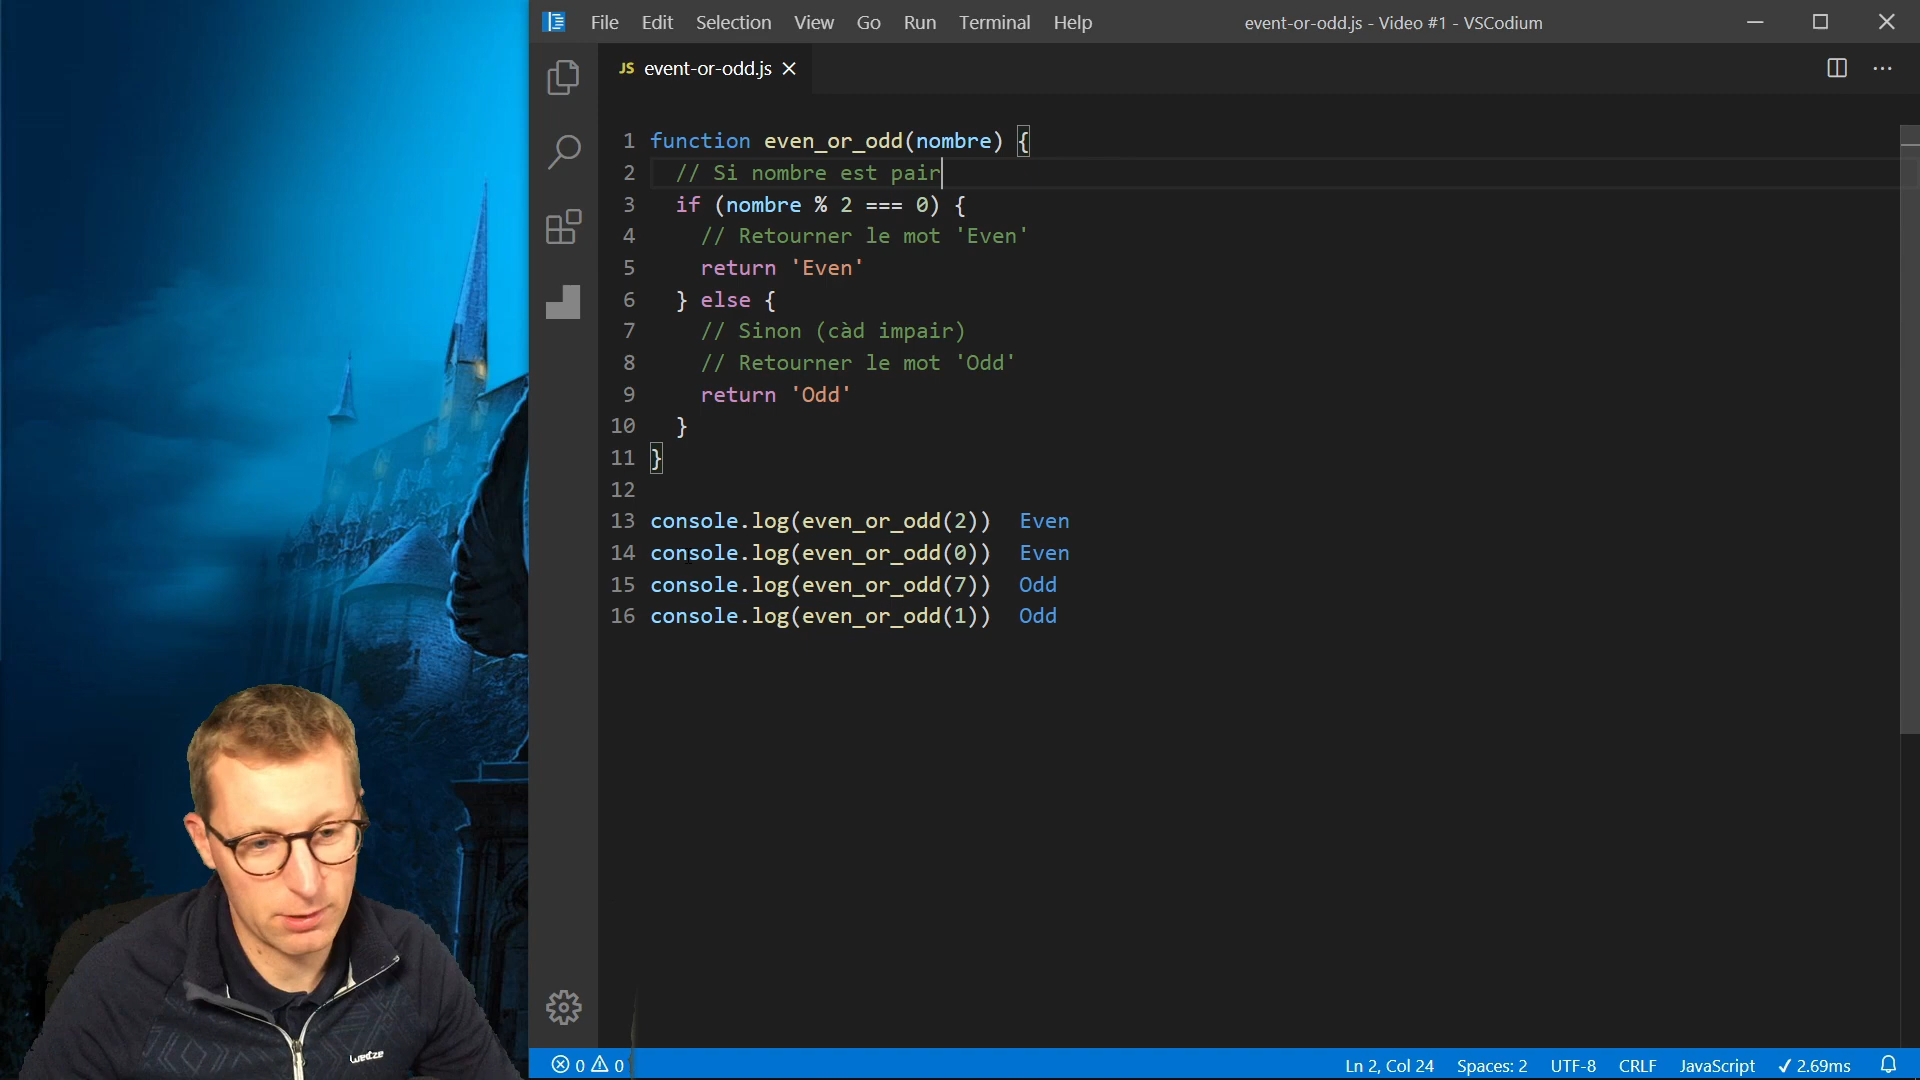 File Edit Selection View Go Run Terminal Help event-or-odd.js - Video #1 - VSCodium
JS event-or-odd.js
1 function even_or_odd(nombre) {
2 // Si nombre est pair
3 if (nombre % 2 === 0) {
4 // Retourner le mot 'Even'
5 return 'Even'
6 } else {
7 // Sinon (càd impair)
8 // Retourner le mot 'Odd'
9 return 'Odd'
10 }
11 }
12
13 console.log(even_or_odd(2)) Even
14 console.log(even_or_odd(0)) Even
15 console.log(even_or_odd(7)) Odd
16 console.log(even_or_odd(1)) Odd
wedze
0 0 Ln 2, Col 24 Spaces: 2 UTF-8 CRLF JavaScript ✓ 2.69ms